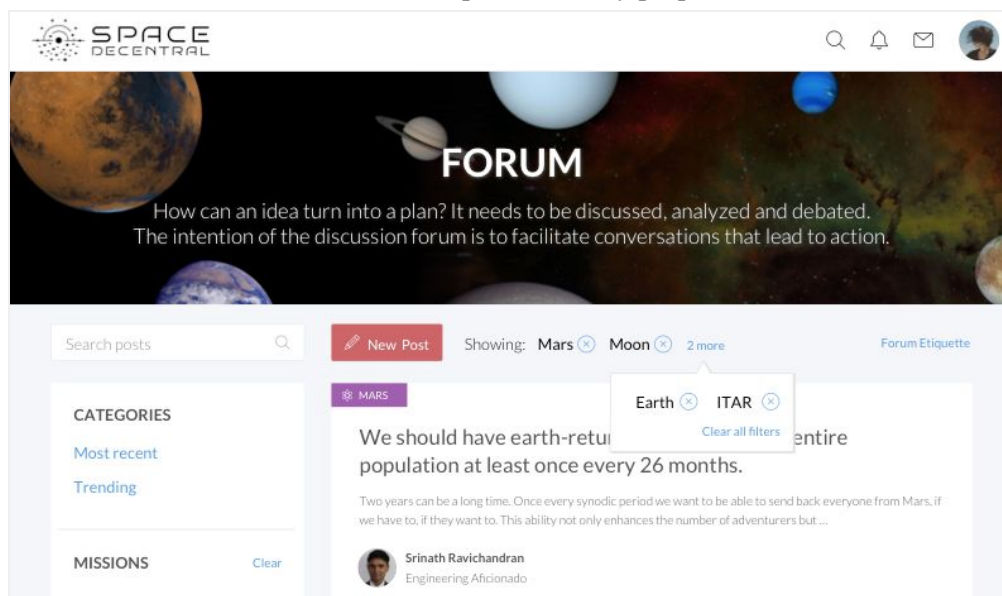 SPACE
DECENTRAL
FORUM
How can an idea turn into a plan? It needs to be discussed, analyzed and debated.
The intention of the discussion forum is to facilitate conversations that lead to action.
Search posts
New Post
Showing: Mars Moon 2 more
Forum Etiquette
Earth ITAR
Clear all filters
CATEGORIES
Most recent
Trending
MISSIONS Clear
MARS
We should have earth-retu entire
population at least once every 26 months.
Two years can be a long time. Once every synodic period we want to be able to send back everyone from Mars, if
we have to, if they want to. This ability not only enhances the number of adventurers but ...
Srinath Ravichandran
Engineering Aficionado